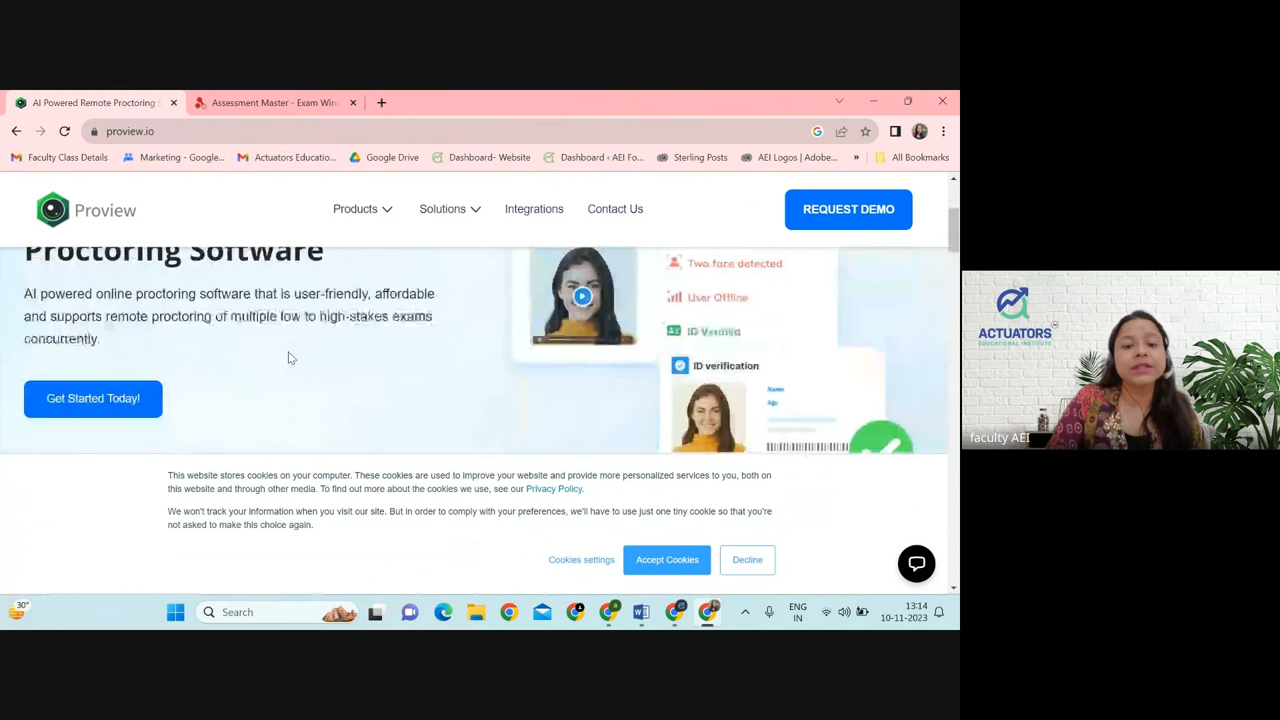 AI Powered Remote Proctoring
Assessment Master - Exam Win
proview.io
Faculty Class Details
Marketing - Google...
Actuators Educatio...
Google Drive
Dashboard- Website
Dashboard ‹ AEI Fo...
Sterling Posts
AEI Logos | Adobe...
»
All Bookmarks
Proview
Products
Solutions
Integrations
Contact Us
REQUEST DEMO
Proctoring Software
AI powered online proctoring software that is user-friendly, affordable
and supports remote proctoring of multiple low to high-stakes exams
concurrently.
Get Started Today!
Two face detected
User Offline
ID Verified
ID verification
Name
Age
This website stores cookies on your computer. These cookies are used to improve your website and provide more personalized services to you, both on
this website and through other media. To find out more about the cookies we use, see our Privacy Policy.
We won't track your information when you visit our site. But in order to comply with your preferences, we'll have to use just one tiny cookie so that you're
not asked to make this choice again.
Cookies settings
Accept Cookies
Decline
30°
Search
ENG
IN
13:14
10-11-2023
ACTUATORS
EDUCATIONAL INSTITUTE
faculty AEI